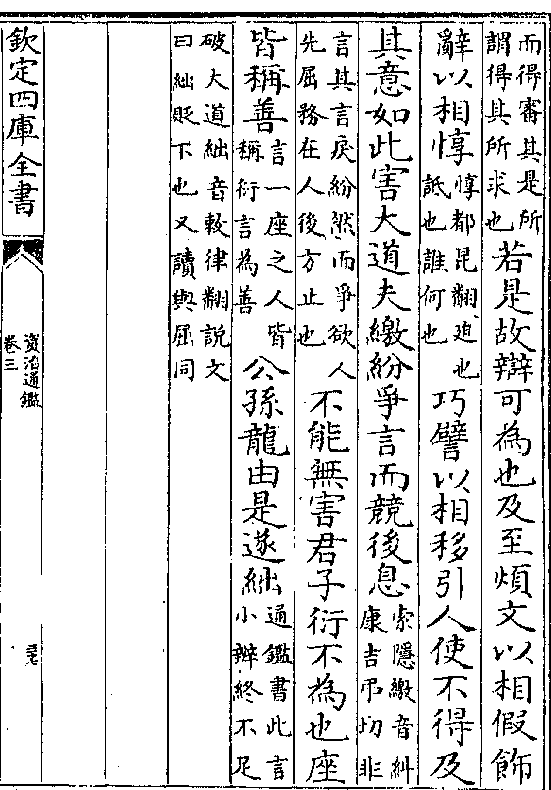 而得審其是所謂得其所求也若是故辯可為也及至煩文以相假飾
辭以相惇惇都昆翻迫也詆也誰何也巧譬以相移引人使不得及
其意如此害大道夫繳紛爭言而競後息索隱繳音糾康吉弔切非
言其言戾紛然而爭欲人先屈務在人後方止也不能無害君子衍不為也座
皆稱善言一座之人皆稱衍言為善公孫龍由是遂絀通鑑書此言小辯終不足
破大道絀音敕律翻說文曰絀貶下也又讀與屈同
欽定四庫全書
資治通鑑
卷三